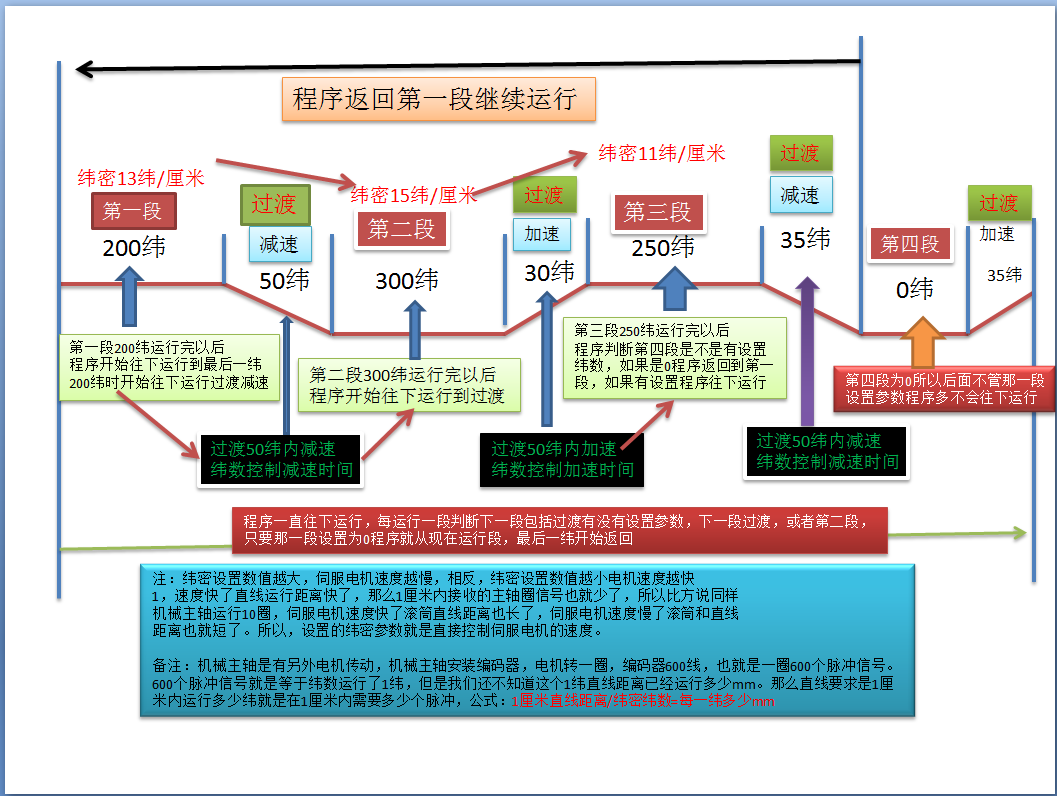 程序返回第一段继续运行
纬密13纬/厘米
第一段
200纬
过渡
减速
50纬
纬密15纬/厘米
第二段
300纬
过渡
加速
30纬
纬密11纬/厘米
第三段
250纬
过渡
减速
35纬
第四段
0纬
过渡
加速
35纬
第一段200纬运行完以后
程序开始往下运行到最后一纬
200纬时开始往下运行过渡减速
第二段300纬运行完以后
程序开始往下运行到过渡
第三段250纬运行完以后
程序判断第四段是不是有设置
纬数，如果是0程序返回到第一
段，如果有设置程序往下运行
第四段为0所以后面不管那一段
设置参数程序多不会往下运行
过渡50纬内减速
纬数控制减速时间
过渡50纬内加速
纬数控制加速时间
过渡50纬内减速
纬数控制减速时间
程序一直往下运行，每运行一段判断下一段包括过渡有没有设置参数，下一段过渡，或者第二段，
只要那一段设置为0程序就从现在运行段，最后一纬开始返回
注：纬密设置数值越大，伺服电机速度越慢，相反，纬密设置数值越小电机速度越快
1，速度快了直线运行距离快了，那么1厘米内接收的主轴圈信号也就少了，所以比方说同样
机械主轴运行10圈，伺服电机速度快了滚筒直线距离也长了，伺服电机速度慢了滚筒和直线
距离也就短了。所以，设置的纬密参数就是直接控制伺服电机的速度。
备注：机械主轴是有另外电机传动，机械主轴安装编码器，电机转一圈，编码器600线，也就是一圈600个脉冲信号。
600个脉冲信号就是等于纬数运行了1纬，但是我们还不知道这个1纬直线距离已经运行多少mm。那么直线要求是1厘
米内运行多少纬就是在1厘米内需要多少个脉冲，公式：1厘米直线距离/纬密纬数=每一纬多少mm